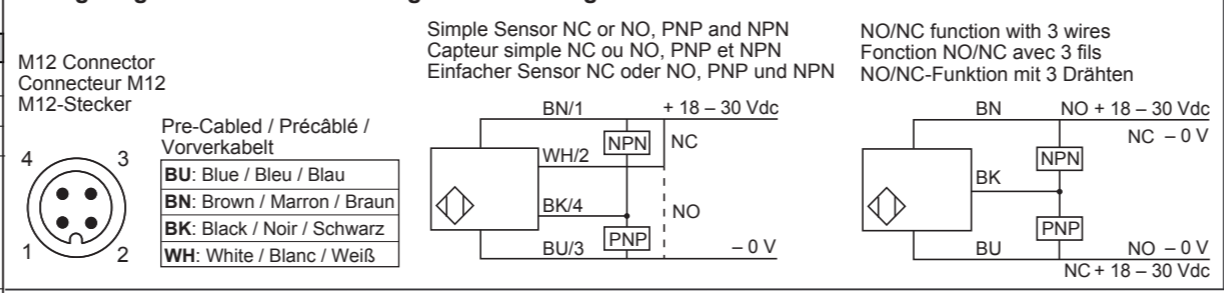 M12 Connector
Connecteur M12
M12-Stecker
4
3
1
2
Pre-Cabled / Précâblé /
Vorverkabelt
BU: Blue / Bleu / Blau
BN: Brown / Marron / Braun
BK: Black / Noir / Schwarz
WH: White / Blanc / Weiß
Simple Sensor NC or NO, PNP and NPN
Capteur simple NC ou NO, PNP et NPN
Einfacher Sensor NC oder NO, PNP und NPN
BN/1
+ 18 – 30 Vdc
NPN
NC
WH/2
BK/4
NO
PNP
BU/3
– 0 V
NO/NC function with 3 wires
Fonction NO/NC avec 3 fils
NO/NC-Funktion mit 3 Drähten
BN
NO + 18 – 30 Vdc
NC – 0 V
NPN
BK
PNP
BU
NO – 0 V
NC + 18 – 30 Vdc